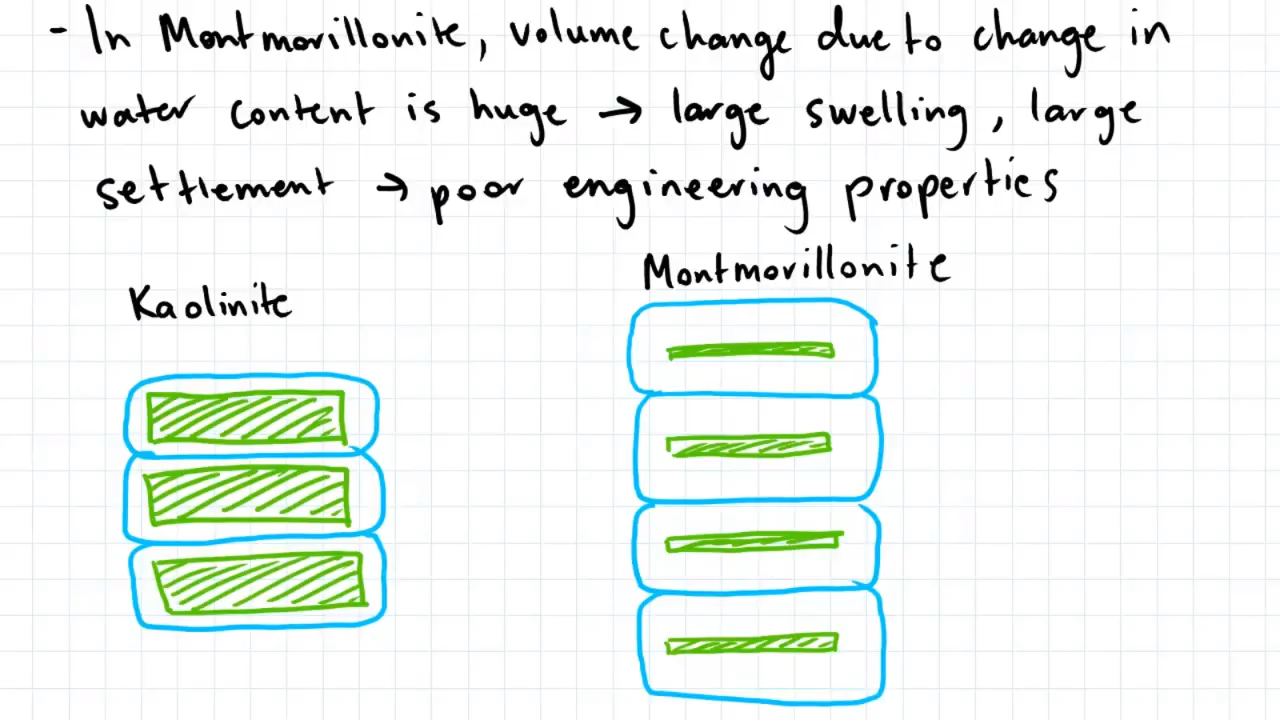 - In Montmorillonite, volume change due to change in
water content is huge → large swelling, large
settlement → poor engineering properties
Montmorillonite
Kaolinite